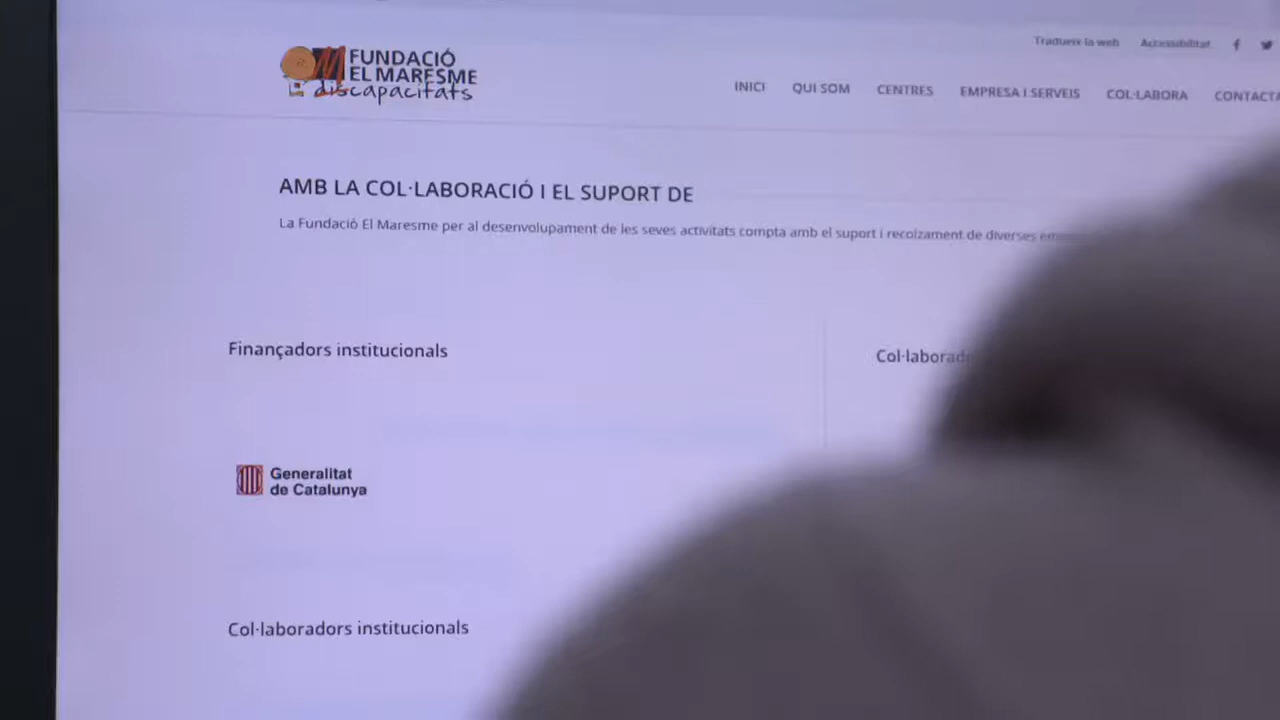 Tradueix la web Accessibilitat
FUNDACIÓ
EL MARESME
discapacitats
INICI QUI SOM CENTRES EMPRESA I SERVEIS COL·LABORA
AMB LA COL·LABORACIÓ I EL SUPORT DE
La Fundació El Maresme per al desenvolupament de les seves activitats compta amb el suport i recolzament de diverses
Finançadors institucionals
Generalitat
de Catalunya
Col·laboradors institucionals